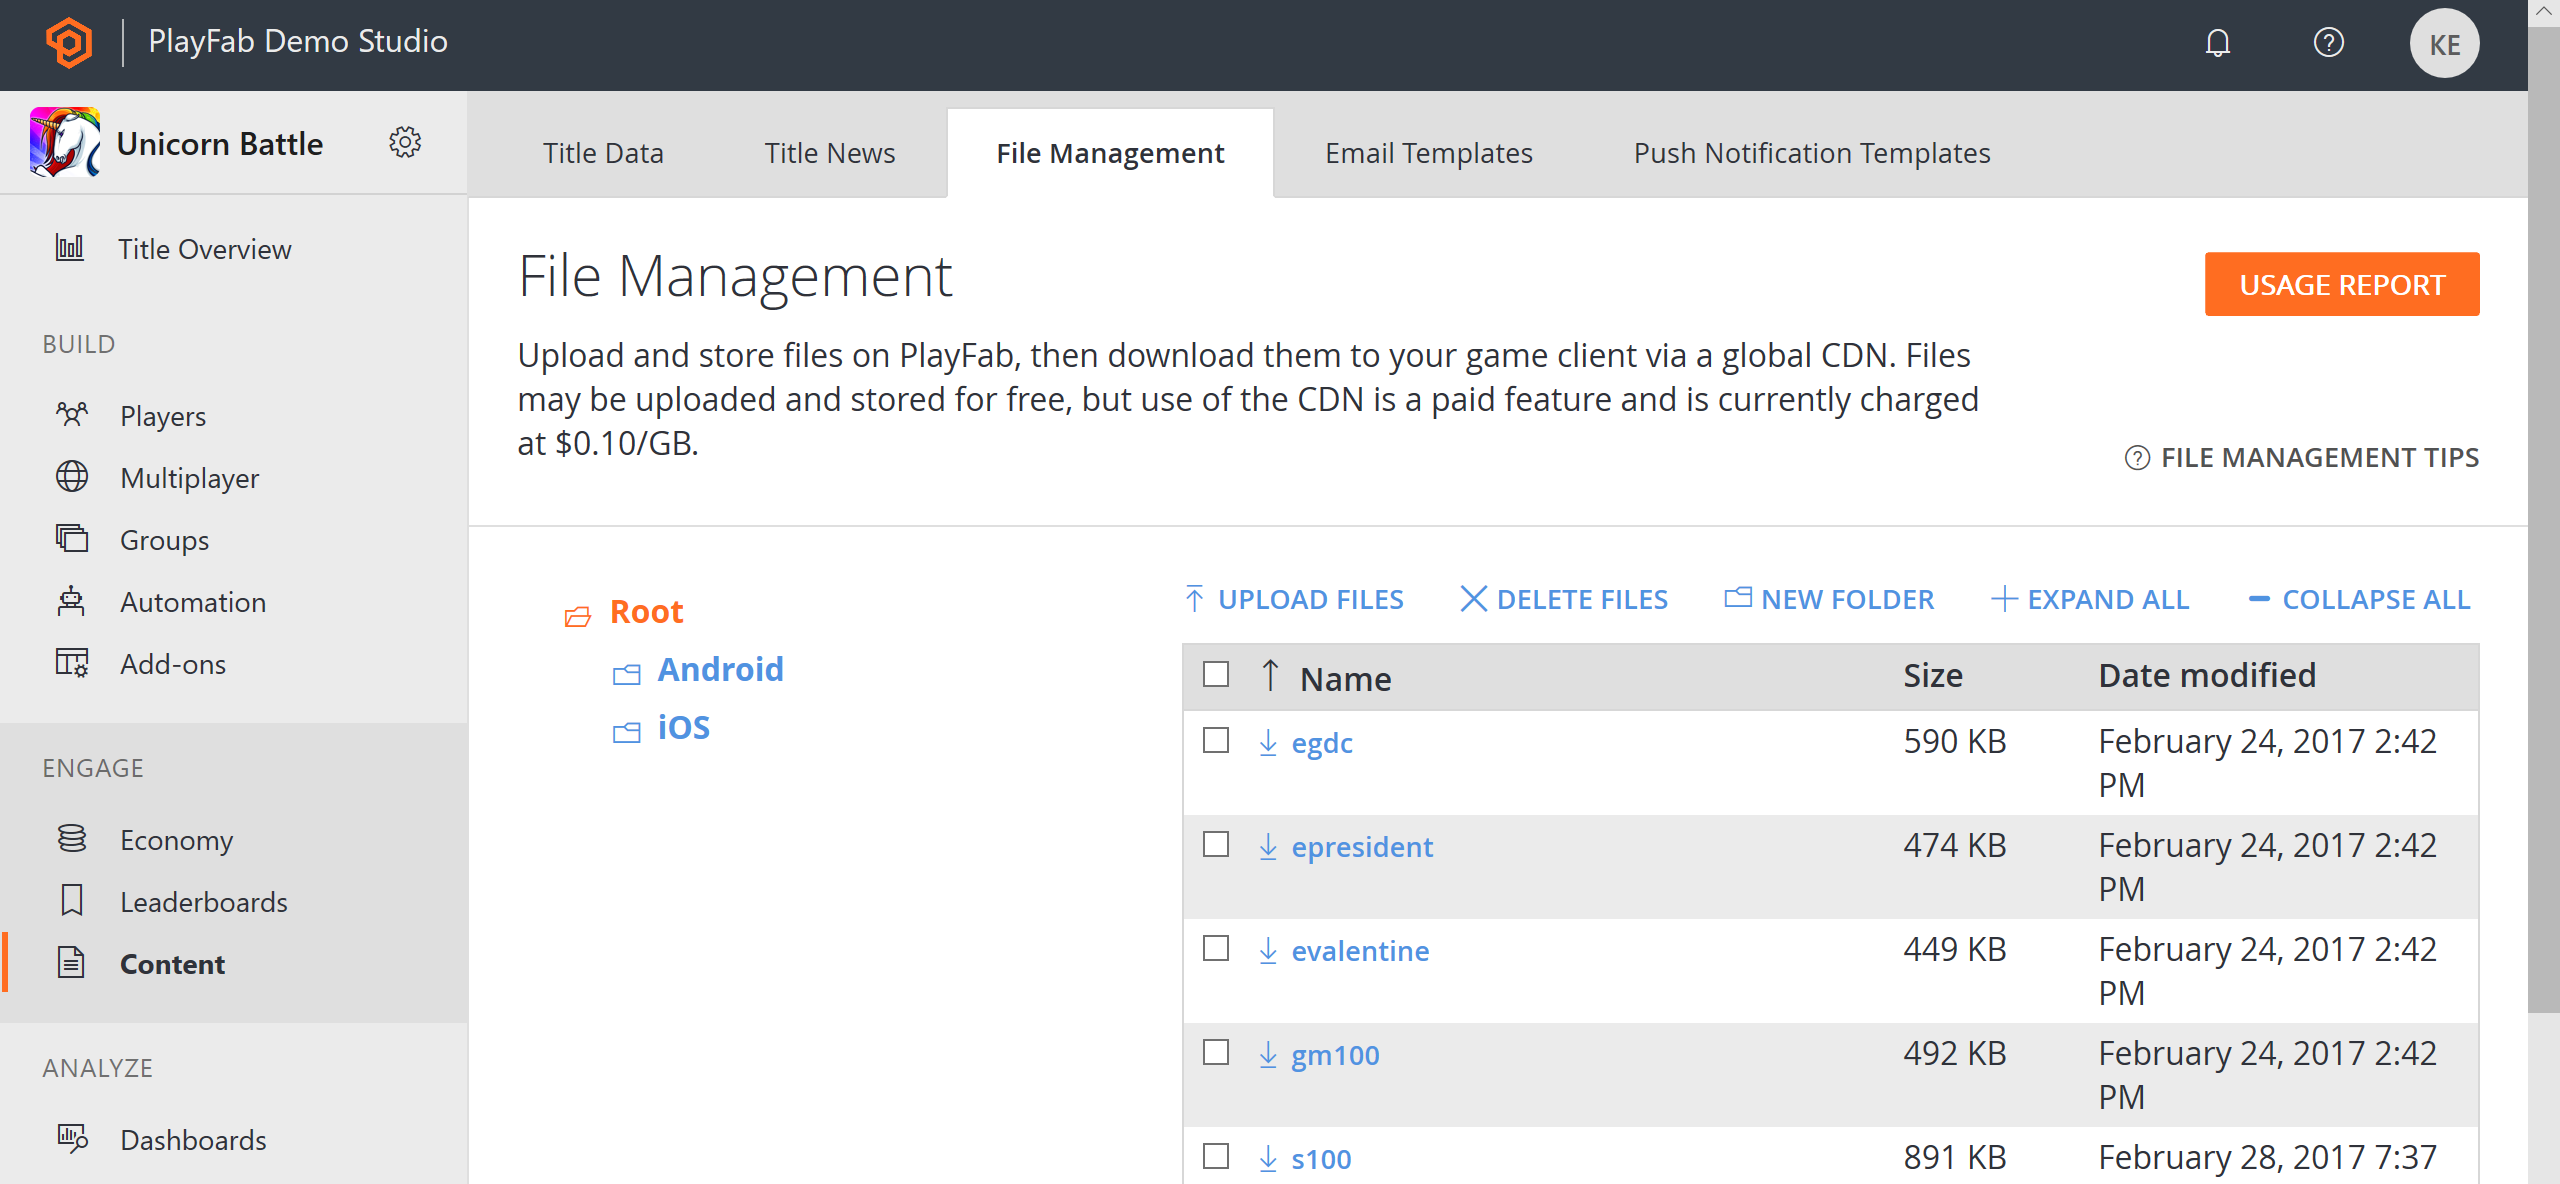 PlayFab Demo Studio
KE
Unicorn Battle
Title Data
Title News
File Management
Email Templates
Push Notification Templates
Title Overview
BUILD
Players
Multiplayer
Groups
Automation
Add-ons
ENGAGE
Economy
Leaderboards
Content
ANALYZE
Dashboards
File Management
USAGE REPORT
Upload and store files on PlayFab, then download them to your game client via a global CDN. Files
may be uploaded and stored for free, but use of the CDN is a paid feature and is currently charged
at $0.10/GB.
FILE MANAGEMENT TIPS
Root
Android
iOS
UPLOAD FILES
DELETE FILES
NEW FOLDER
EXPAND ALL
COLLAPSE ALL
Name Size Date modified
egdc 590 KB February 24, 2017 2:42
PM
epresident 474 KB February 24, 2017 2:42
PM
evalentine 449 KB February 24, 2017 2:42
PM
gm100 492 KB February 24, 2017 2:42
PM
s100 891 KB February 28, 2017 7:37